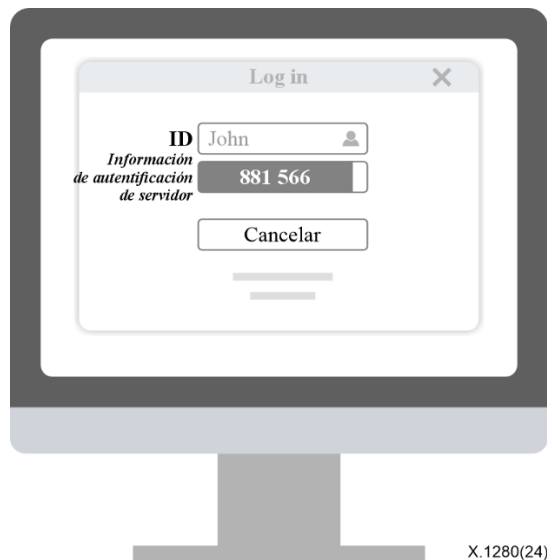 Log in
ID John
Información
de autentificación
de servidor
881 566
Cancelar
X.1280(24)